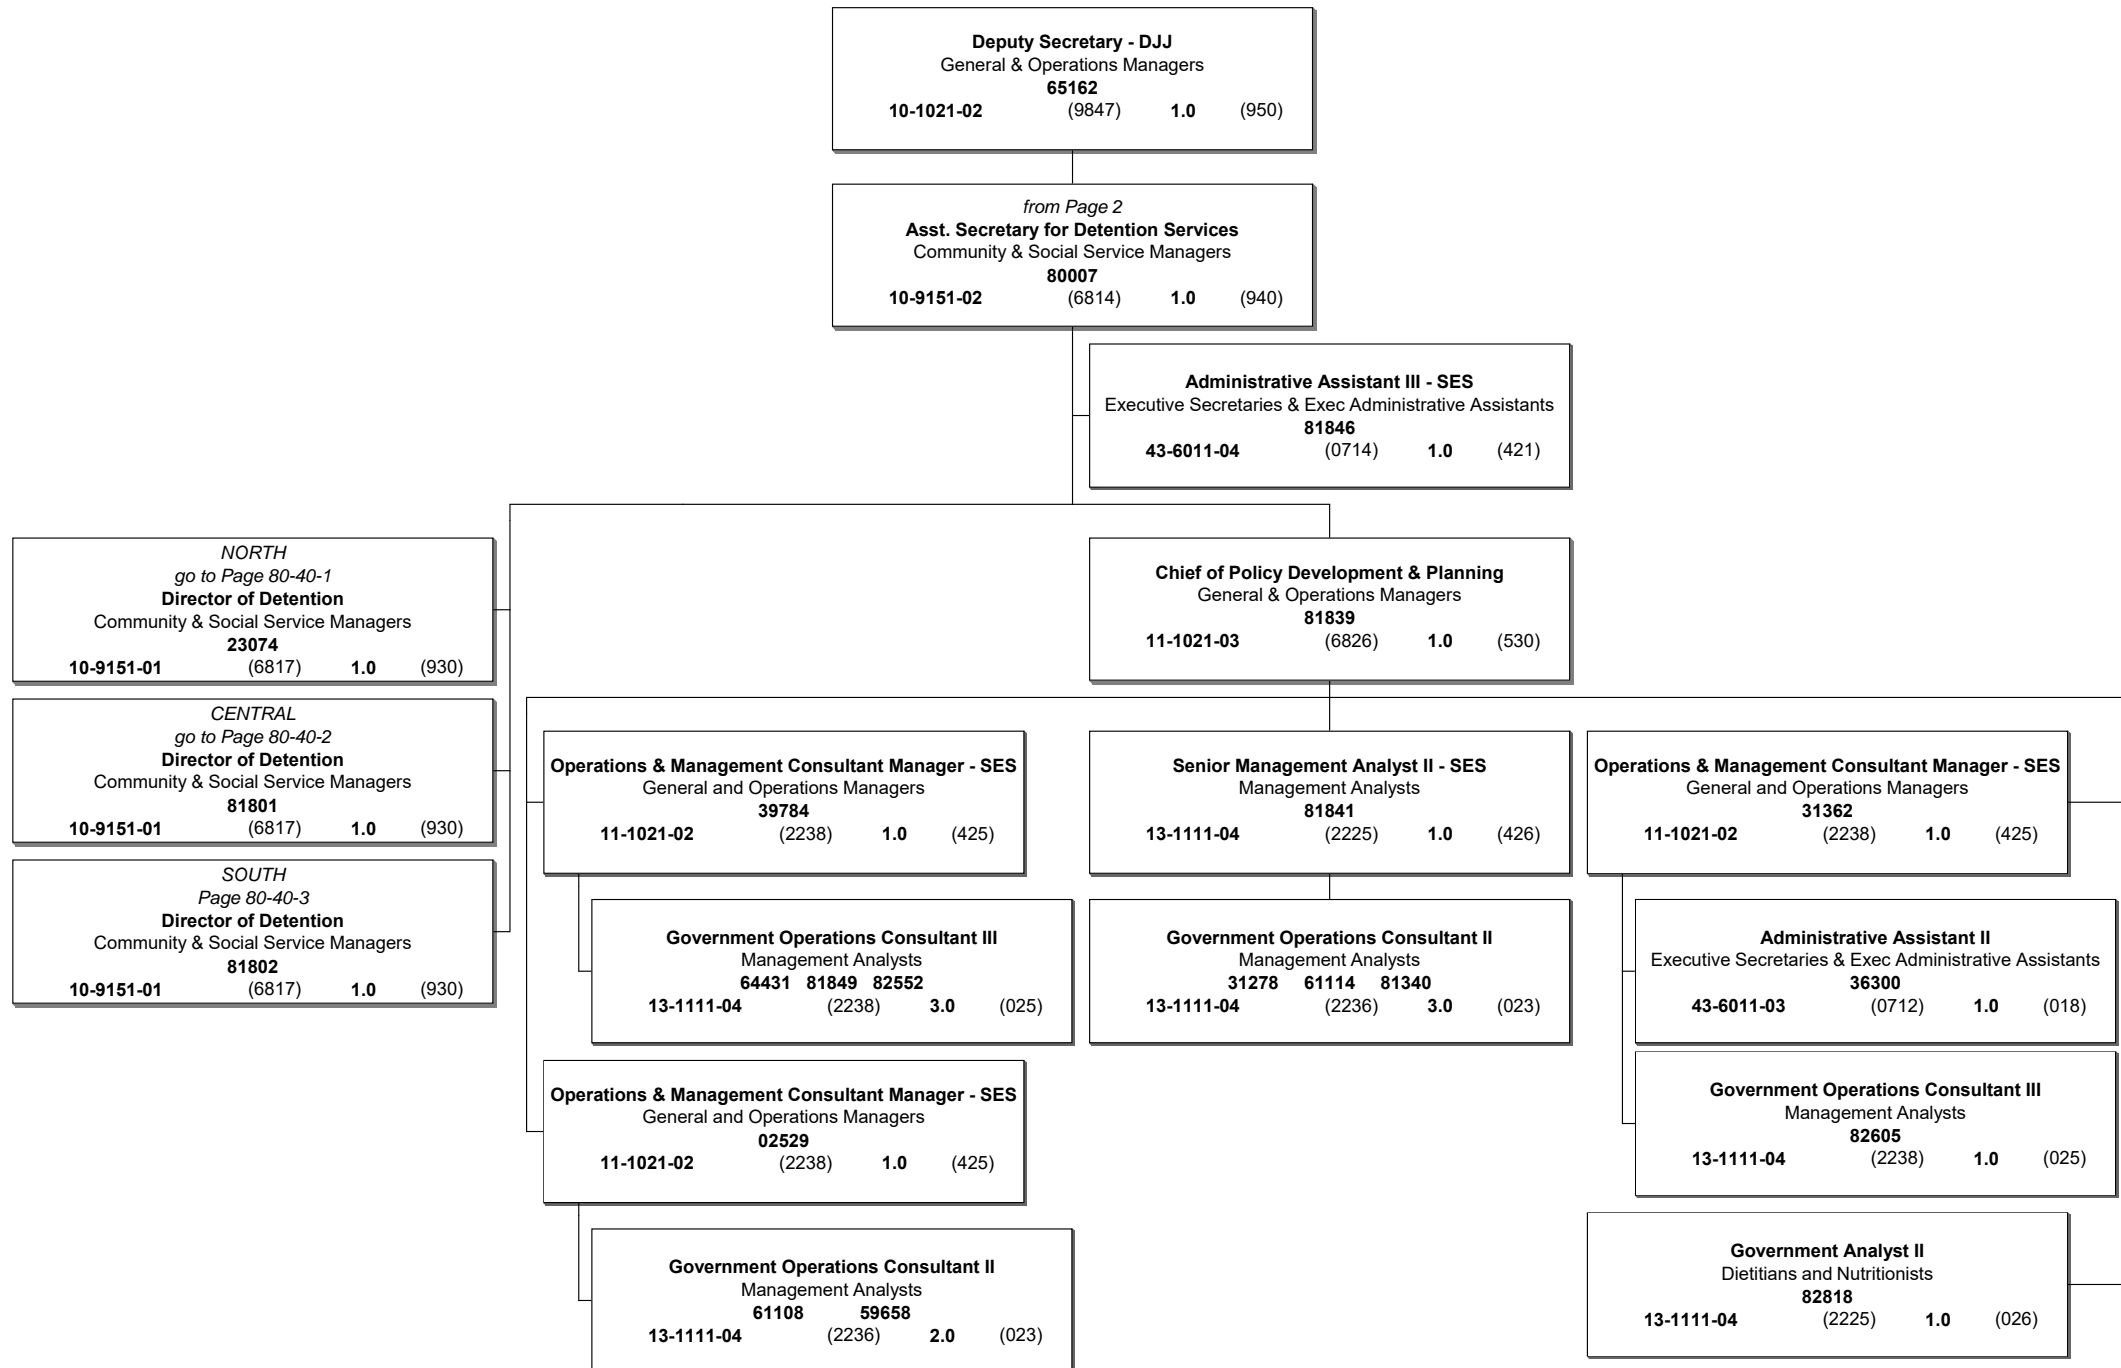 Deputy Secretary - DJJ
General & Operations Managers
65162
10-1021-02 (9847) 1.0 (950)
from Page 2
Asst. Secretary for Detention Services
Community & Social Service Managers
80007
10-9151-02 (6814) 1.0 (940)
Administrative Assistant III - SES
Executive Secretaries & Exec Administrative Assistants
81846
43-6011-04 (0714) 1.0 (421)
NORTH
go to Page 80-40-1
Director of Detention
Community & Social Service Managers
23074
10-9151-01 (6817) 1.0 (930)
CENTRAL
go to Page 80-40-2
Director of Detention
Community & Social Service Managers
81801
10-9151-01 (6817) 1.0 (930)
SOUTH
Page 80-40-3
Director of Detention
Community & Social Service Managers
81802
10-9151-01 (6817) 1.0 (930)
Chief of Policy Development & Planning
General & Operations Managers
81839
11-1021-03 (6826) 1.0 (530)
Operations & Management Consultant Manager - SES
General and Operations Managers
39784
11-1021-02 (2238) 1.0 (425)
Government Operations Consultant III
Management Analysts
64431 81849 82552
13-1111-04 (2238) 3.0 (025)
Operations & Management Consultant Manager - SES
General and Operations Managers
02529
11-1021-02 (2238) 1.0 (425)
Government Operations Consultant II
Management Analysts
61108 59658
13-1111-04 (2236) 2.0 (023)
Senior Management Analyst II - SES
Management Analysts
81841
13-1111-04 (2225) 1.0 (426)
Government Operations Consultant II
Management Analysts
31278 61114 81340
13-1111-04 (2236) 3.0 (023)
Operations & Management Consultant Manager - SES
General and Operations Managers
31362
11-1021-02 (2238) 1.0 (425)
Administrative Assistant II
Executive Secretaries & Exec Administrative Assistants
36300
43-6011-03 (0712) 1.0 (018)
Government Operations Consultant III
Management Analysts
82605
13-1111-04 (2238) 1.0 (025)
Government Analyst II
Dietitians and Nutritionists
82818
13-1111-04 (2225) 1.0 (026)